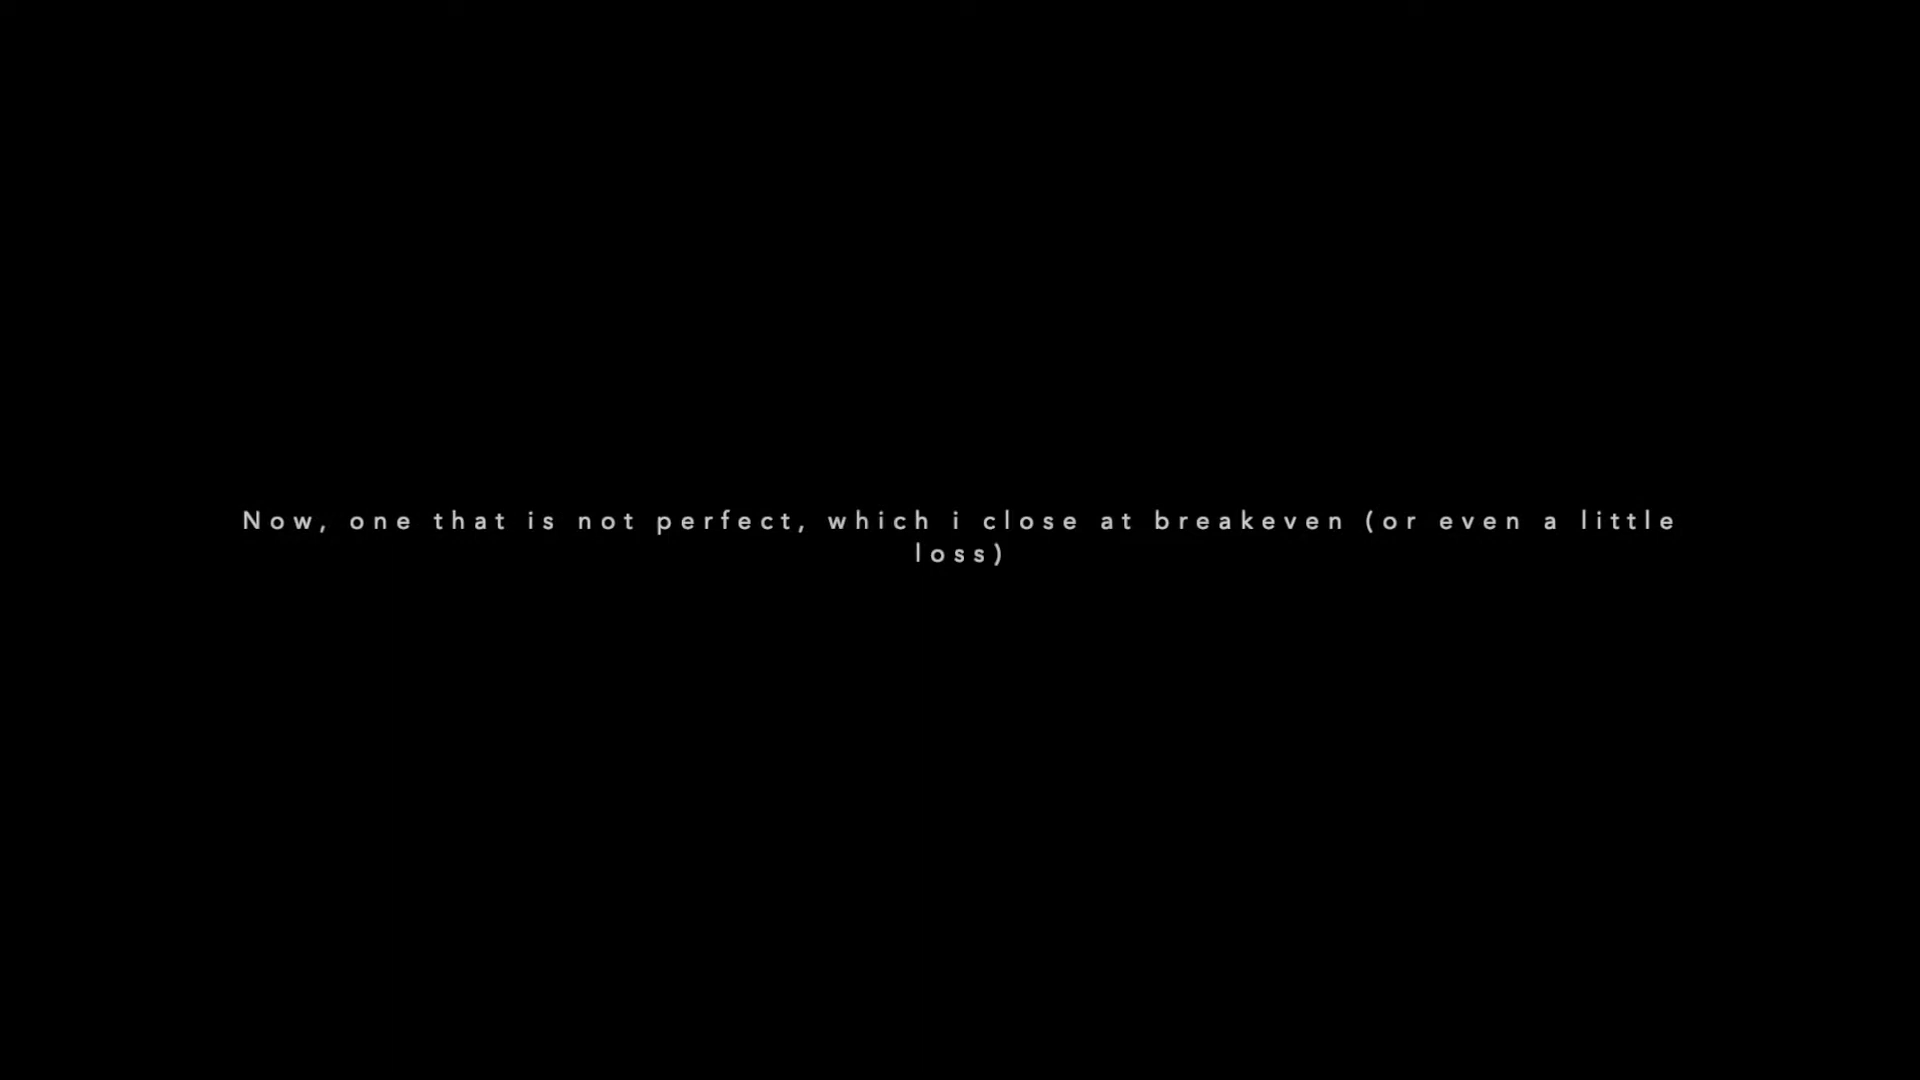 Now, one that is not perfect, which i close at breakeven (or even a little
loss)